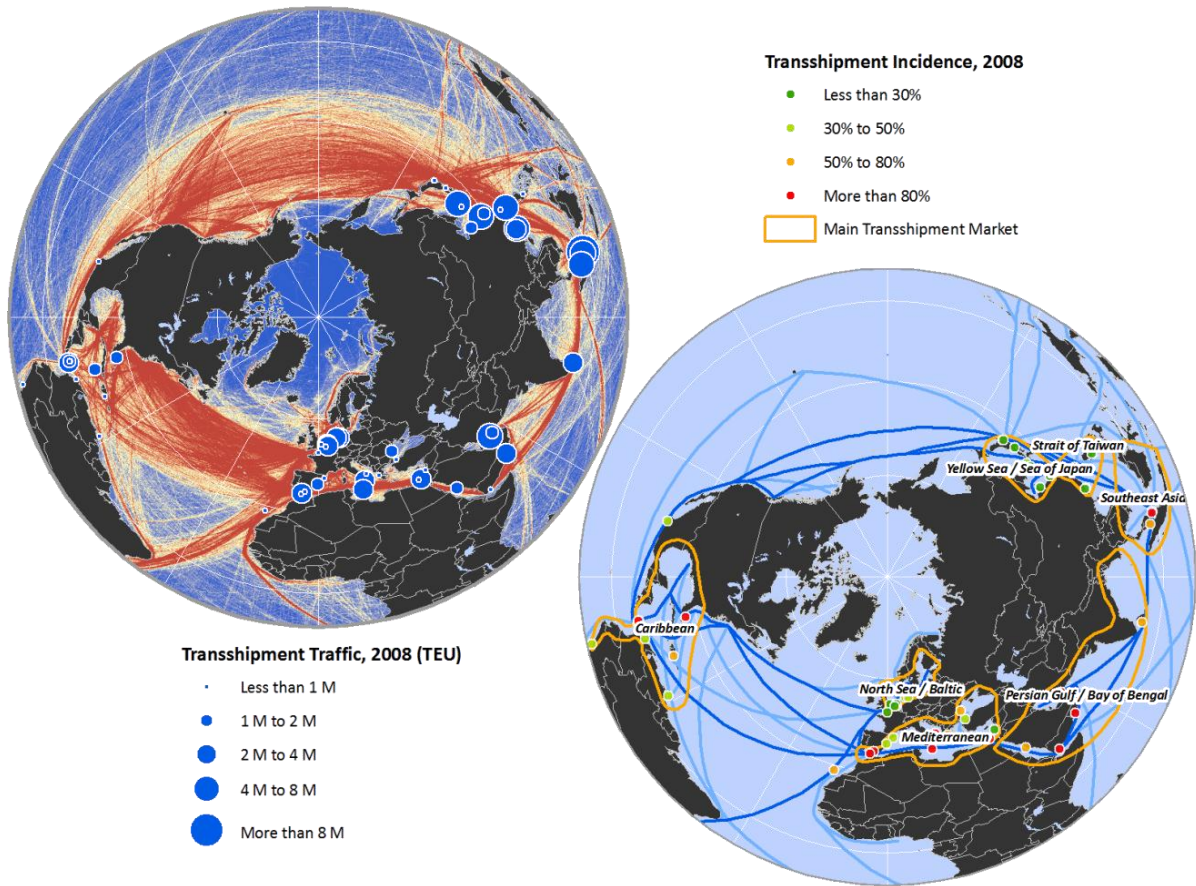 Transshipment Incidence, 2008
Less than 30%
30% to 50%
50% to 80%
More than 80%
Main Transshipment Market
Strait of Taiwan
Yellow Sea / Sea of Japan
Southeast Asia
Caribbean
North Sea / Baltic
Persian Gulf / Bay of Bengal
Mediterranean
Transshipment Traffic, 2008 (TEU)
Less than 1 M
1 M to 2 M
2 M to 4 M
4 M to 8 M
More than 8 M